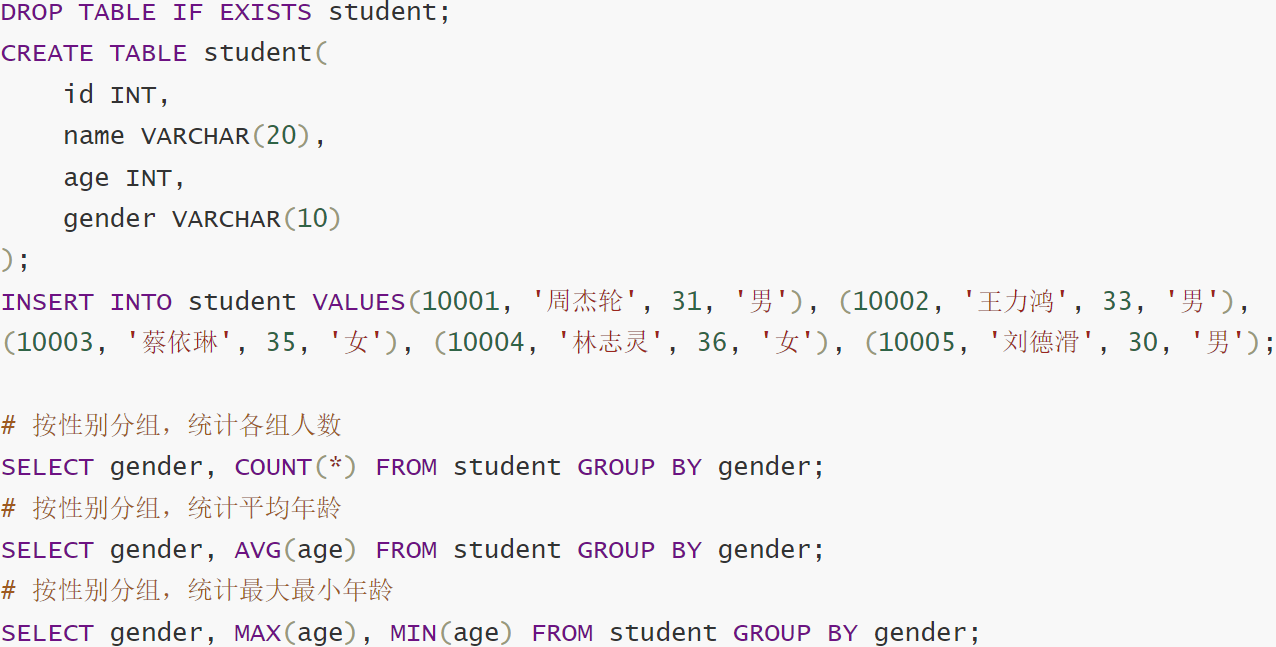 DROP TABLE IF EXISTS student;
CREATE TABLE student(
    id INT,
    name VARCHAR(20),
    age INT,
    gender VARCHAR(10)
);
INSERT INTO student VALUES(10001, '周杰轮', 31, '男'), (10002, '王力鸿', 33, '男'),
(10003, '蔡依琳', 35, '女'), (10004, '林志灵', 36, '女'), (10005, '刘德滑', 30, '男');

# 按性别分组，统计各组人数
SELECT gender, COUNT(*) FROM student GROUP BY gender;
# 按性别分组，统计平均年龄
SELECT gender, AVG(age) FROM student GROUP BY gender;
# 按性别分组，统计最大最小年龄
SELECT gender, MAX(age), MIN(age) FROM student GROUP BY gender;